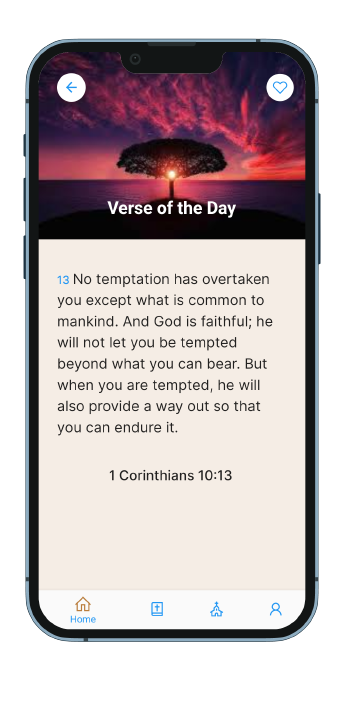 Verse of the Day
13 No temptation has overtaken
you except what is common to
mankind. And God is faithful; he
will not let you be tempted
beyond what you can bear. But
when you are tempted, he will
also provide a way out so that
you can endure it.
1 Corinthians 10:13
Home